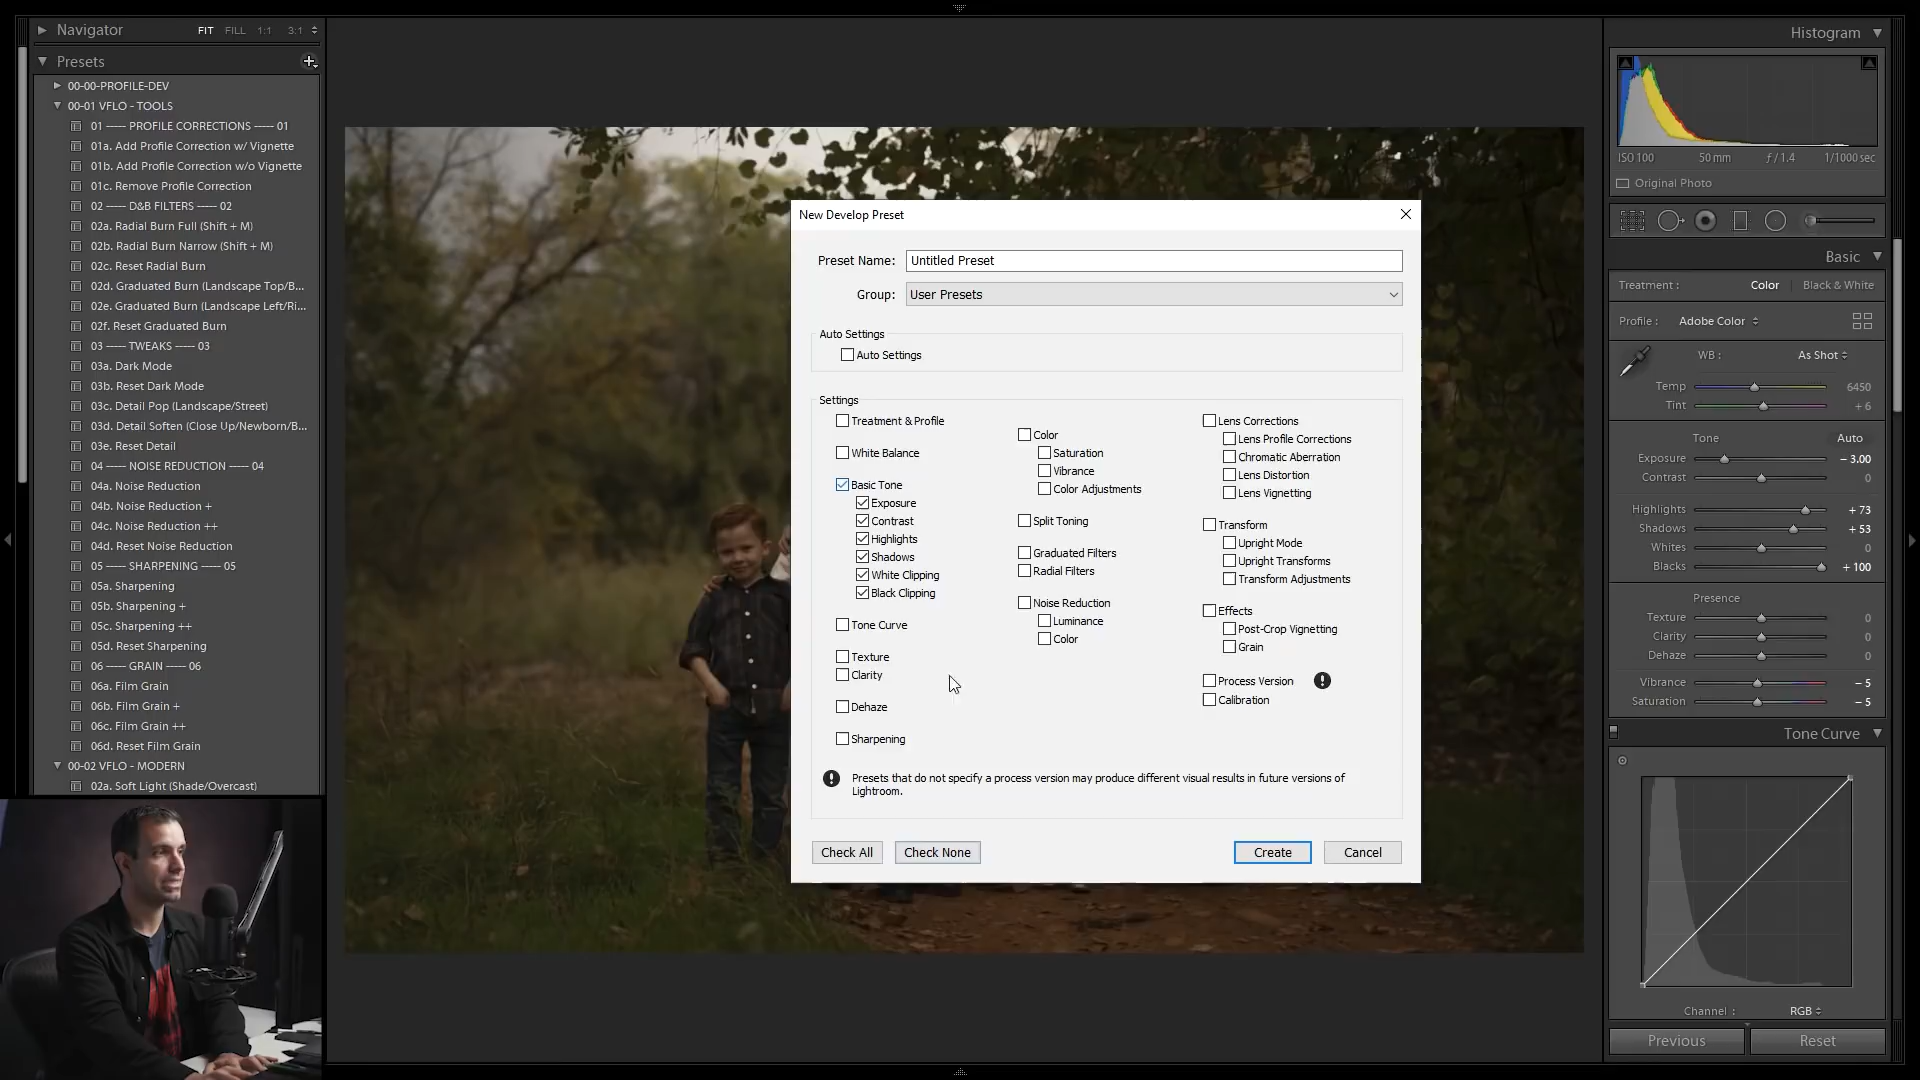 Navigator FIT FILL 1:1 3:1
Presets
00-00-PROFILE-DEV
00-01 VFLO - TOOLS
01 ----- PROFILE CORRECTIONS ----- 01
01a. Add Profile Correction w/ Vignette
01b. Add Profile Correction w/o Vignette
01c. Remove Profile Correction
02 ----- D&B FILTERS ----- 02
02a. Radial Burn Full (Shift + M)
02b. Radial Burn Narrow (Shift + M)
02c. Reset Radial Burn
02d. Graduated Burn (Landscape Top/B...
02e. Graduated Burn (Landscape Left/Ri...
02f. Reset Graduated Burn
03 ----- TWEAKS ----- 03
03a. Dark Mode
03b. Reset Dark Mode
03c. Detail Pop (Landscape/Street)
03d. Detail Soften (Close Up/Newborn/B...
03e. Reset Detail
04 ----- NOISE REDUCTION ----- 04
04a. Noise Reduction
04b. Noise Reduction +
04c. Noise Reduction ++
04d. Reset Noise Reduction
05 ----- SHARPENING ----- 05
05a. Sharpening
05b. Sharpening +
05c. Sharpening ++
05d. Reset Sharpening
06 ----- GRAIN ----- 06
06a. Film Grain
06b. Film Grain +
06c. Film Grain ++
06d. Reset Film Grain
00-02 VFLO - MODERN
02a. Soft Light (Shade/Overcast)
New Develop Preset
Preset Name: Untitled Preset
Group: User Presets
Auto Settings
Auto Settings
Settings
Treatment & Profile
White Balance
Basic Tone
Exposure
Contrast
Highlights
Shadows
White Clipping
Black Clipping
Tone Curve
Texture
Clarity
Dehaze
Sharpening
Color
Saturation
Vibrance
Color Adjustments
Split Toning
Graduated Filters
Radial Filters
Noise Reduction
Luminance
Color
Lens Corrections
Lens Profile Corrections
Chromatic Aberration
Lens Distortion
Lens Vignetting
Transform
Upright Mode
Upright Transforms
Transform Adjustments
Effects
Post-Crop Vignetting
Grain
Process Version
Calibration
Presets that do not specify a process version may produce different visual results in future versions of
Lightroom.
Check All Check None Create Cancel
Histogram
ISO 100 50 mm ƒ / 1.4 1/1000 sec
Original Photo
Basic
Treatment : Color Black & White
Profile : Adobe Color
WB : As Shot
Temp 6450
Tint + 6
Tone Auto
Exposure – 3.00
Contrast 0
Highlights + 73
Shadows + 53
Whites 0
Blacks + 100
Presence
Texture 0
Clarity 0
Dehaze 0
Vibrance – 5
Saturation – 5
Tone Curve
Channel : RGB
Previous Reset